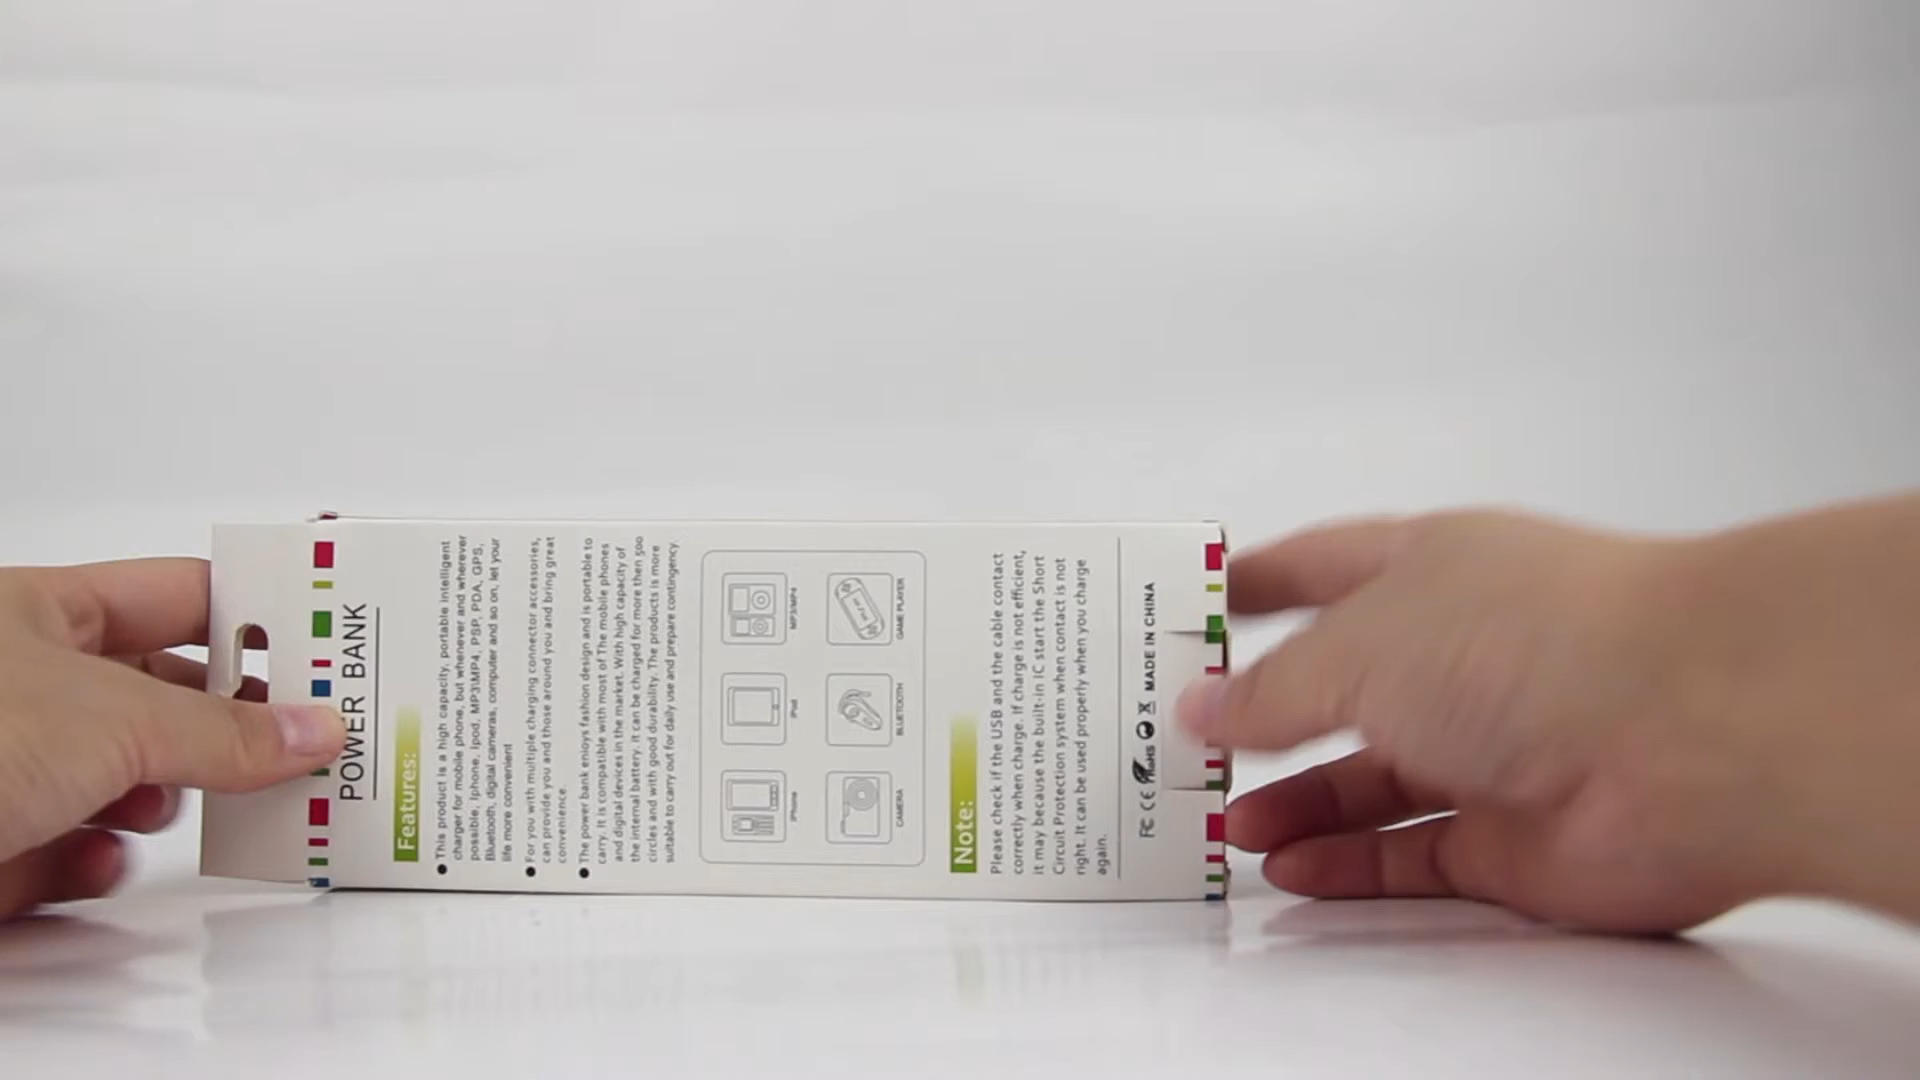 POWER BANK
Features:
● This product is a high capacity, portable intelligent
charger for mobile phone, but whenever and wherever
possible, Iphone, Ipod, MP3\MP4, PSP, PDA, GPS,
Bluetooth, digital cameras, computer and so on, let your
life more convenient
● For you with multiple charging connector accessories,
can provide you and those around you and bring great
convenience.
● The power bank enjoys fashion design and is portable to
carry. It is compatible with most of The mobile phones
and digital devices in the market. With high capacity of
the internal battery. It can be charged for more then 500
circles and with good durability. The products is more
suitable to carry out for daily use and prepare contingency.
iPhone
iPod
MP3/MP4
CAMERA
BLUETOOTH
GAME PLAYER
Note:
Please check if the USB and the cable contact
correctly when charge. If charge is not efficient,
it may because the built-in IC start the Short
Circuit Protection system when contact is not
right. It can be used properly when you charge
again.
FC CE RoHS MADE IN CHINA